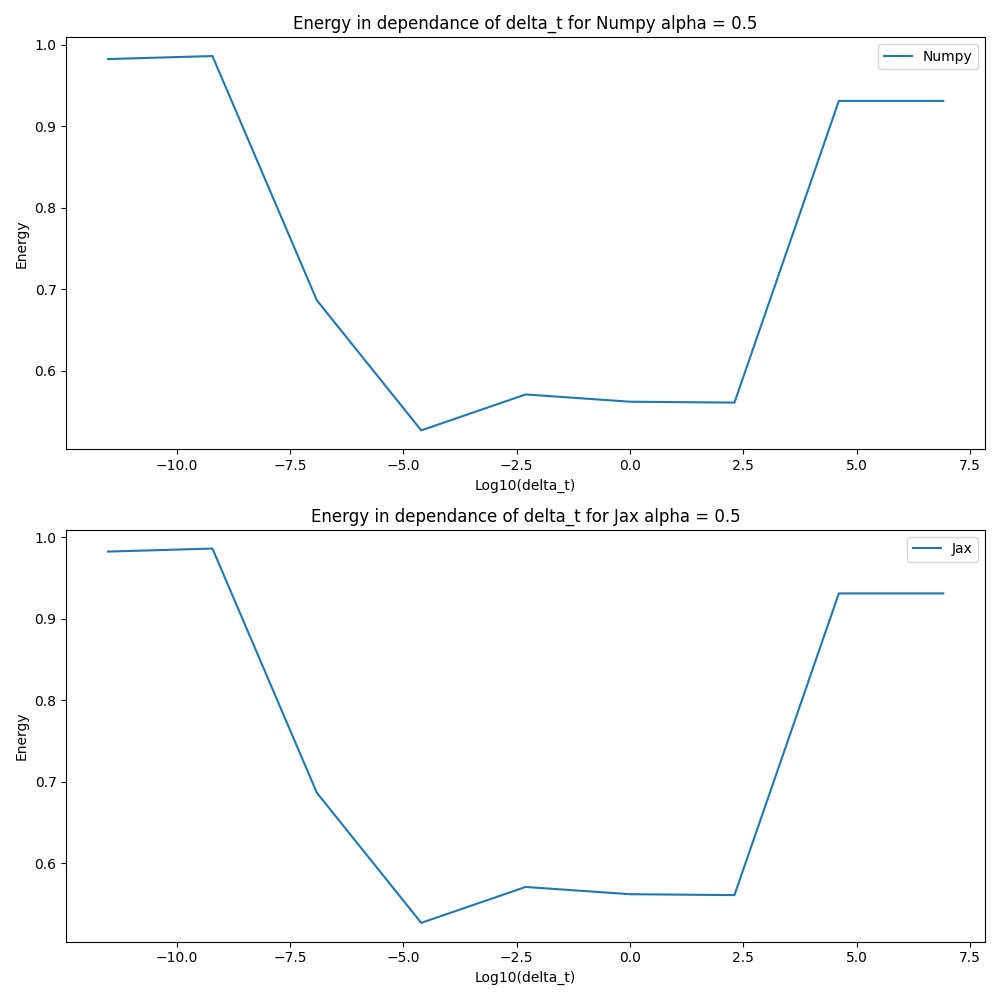 Energy in dependance of delta_t for Numpy alpha = 0.5
Numpy
1.0
0.9
0.8
0.7
0.6
Energy
−10.0 −7.5 −5.0 −2.5 0.0 2.5 5.0 7.5
Log10(delta_t)
Energy in dependance of delta_t for Jax alpha = 0.5
Jax
1.0
0.9
0.8
0.7
0.6
Energy
−10.0 −7.5 −5.0 −2.5 0.0 2.5 5.0 7.5
Log10(delta_t)